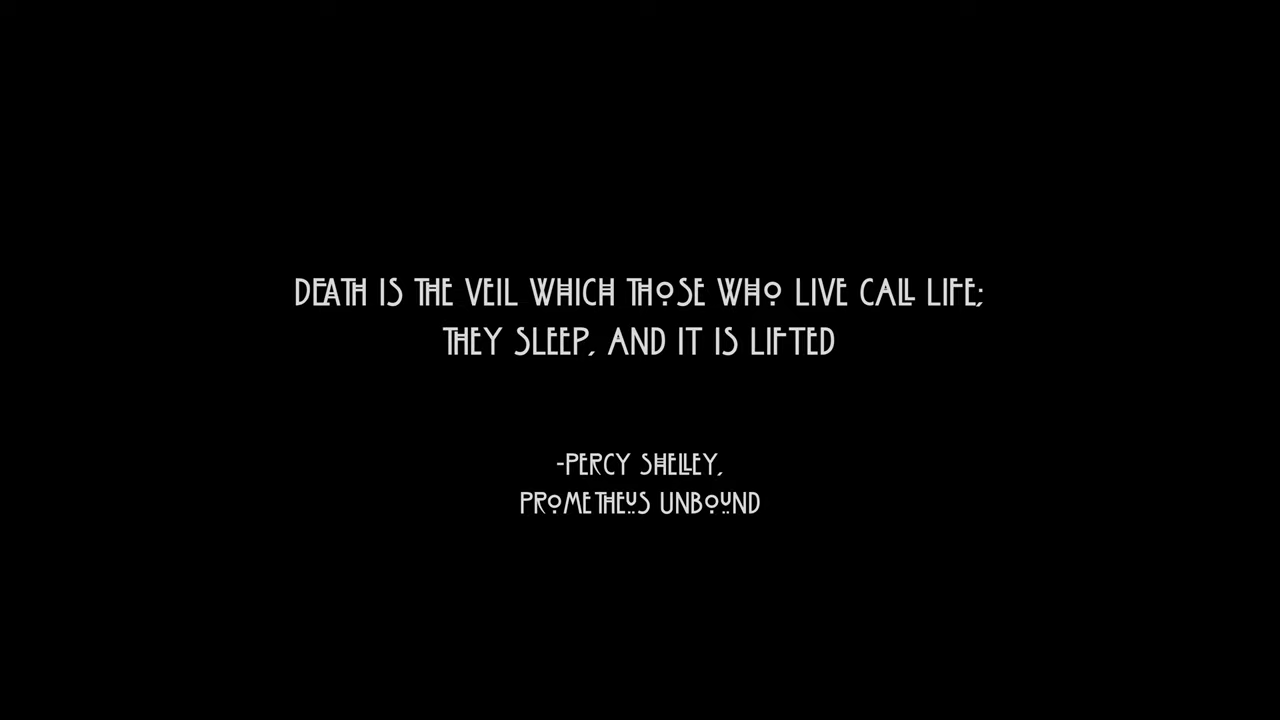 DEATH IS THE VEIL WHICH THOSE WHO LIVE CALL LIFE;
THEY SLEEP, AND IT IS LIFTED
-PERCY SHELLEY,
PROMETHEUS UNBOUND